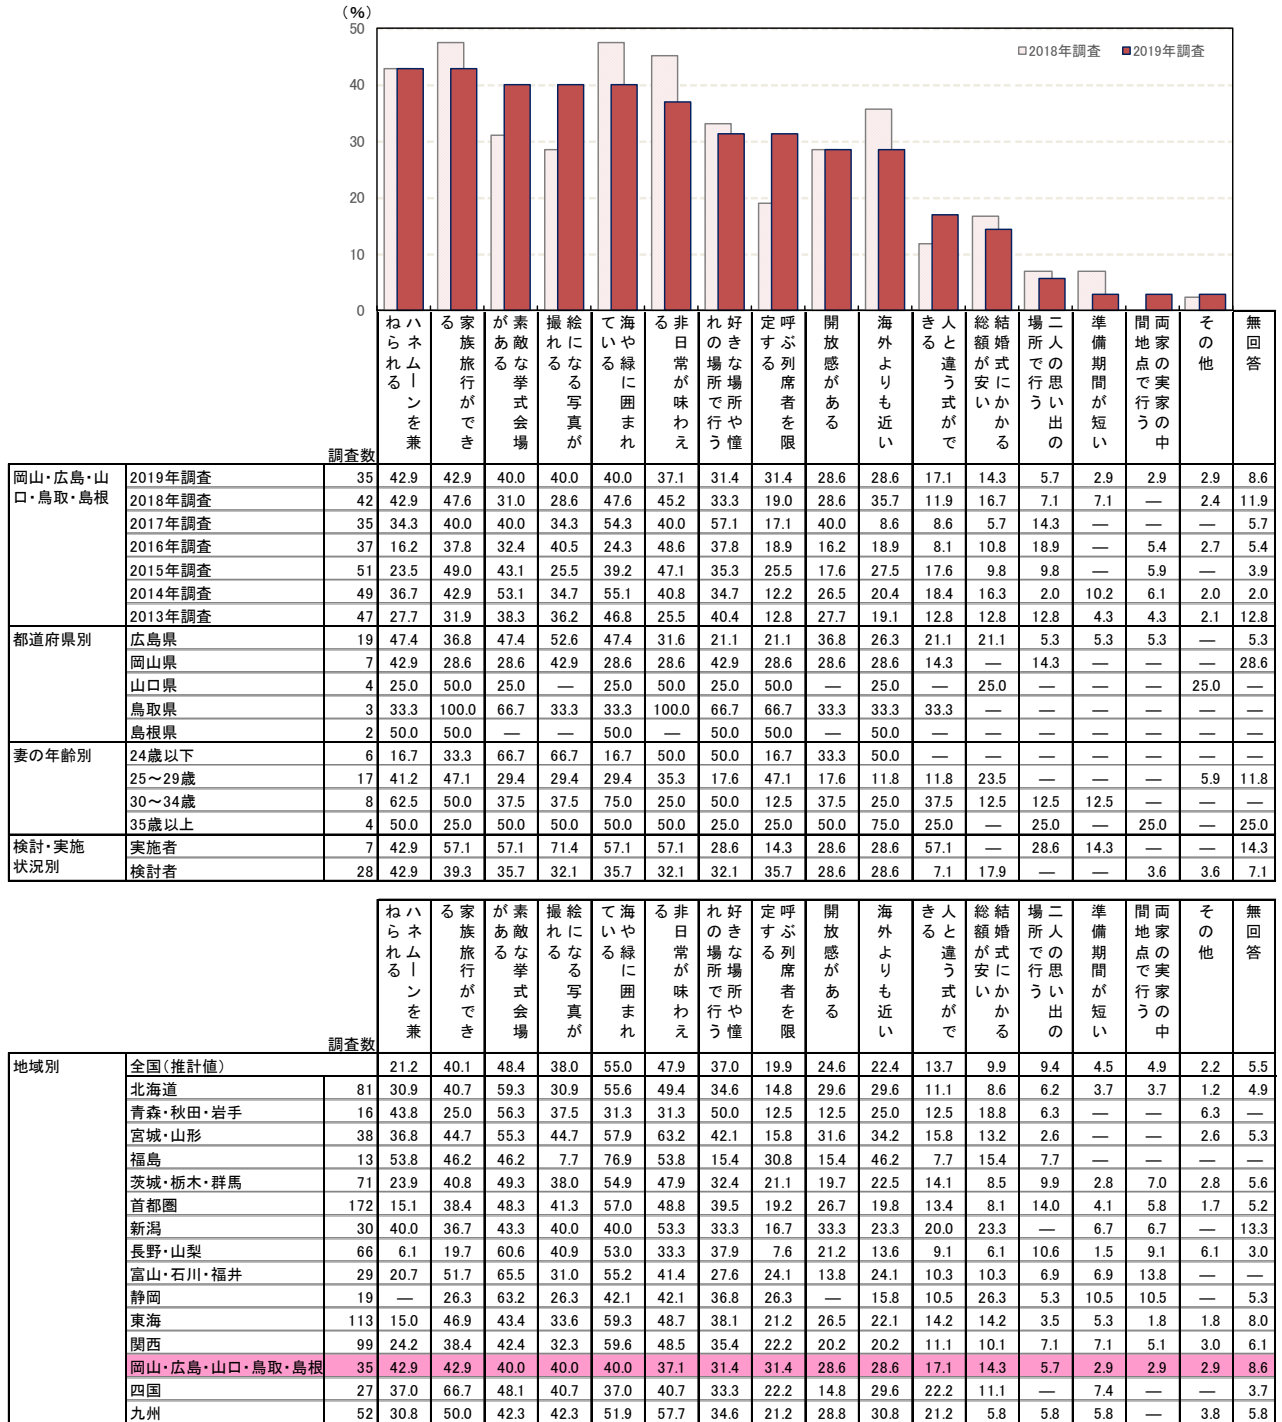 (%)
50
40
30
20
10
0
□2018年調査 ■2019年調査
ハネムーンを兼ねられる
家族旅行ができる
素敵な挙式会場がある
絵になる写真が撮れる
海や緑に囲まれている
非日常が味わえる
好きな場所や憧れの場所で行う
呼ぶ列席者を限定する
開放感がある
海外よりも近い
人と違う式ができる
結婚式にかかる総額が安い
二人の思い出の場所で行う
準備期間が短い
両家の実家の中間地点で行う
その他
無回答
調査数
岡山・広島・山口・鳥取・島根
2019年調査 35 42.9 42.9 40.0 40.0 40.0 37.1 31.4 31.4 28.6 28.6 17.1 14.3 5.7 2.9 2.9 2.9 8.6
2018年調査 42 42.9 47.6 31.0 28.6 47.6 45.2 33.3 19.0 28.6 35.7 11.9 16.7 7.1 7.1 — 2.4 11.9
2017年調査 35 34.3 40.0 40.0 34.3 54.3 40.0 57.1 17.1 40.0 8.6 8.6 5.7 14.3 — — — 5.7
2016年調査 37 16.2 37.8 32.4 40.5 24.3 48.6 37.8 18.9 16.2 18.9 8.1 10.8 18.9 — 5.4 2.7 5.4
2015年調査 51 23.5 49.0 43.1 25.5 39.2 47.1 35.3 25.5 17.6 27.5 17.6 9.8 9.8 — 5.9 — 3.9
2014年調査 49 36.7 42.9 53.1 34.7 55.1 40.8 34.7 12.2 26.5 20.4 18.4 16.3 2.0 10.2 6.1 2.0 2.0
2013年調査 47 27.7 31.9 38.3 36.2 46.8 25.5 40.4 12.8 27.7 19.1 12.8 12.8 12.8 4.3 4.3 2.1 12.8
都道府県別
広島県 19 47.4 36.8 47.4 52.6 47.4 31.6 21.1 21.1 36.8 26.3 21.1 21.1 5.3 5.3 5.3 — 5.3
岡山県 7 42.9 28.6 28.6 42.9 28.6 28.6 42.9 28.6 28.6 28.6 14.3 — 14.3 — — — 28.6
山口県 4 25.0 50.0 25.0 — 25.0 50.0 25.0 50.0 — 25.0 — 25.0 — — — 25.0 —
鳥取県 3 33.3 100.0 66.7 33.3 33.3 100.0 66.7 66.7 33.3 33.3 33.3 — — — — — —
島根県 2 50.0 50.0 — — 50.0 — 50.0 50.0 — 50.0 — — — — — — —
妻の年齢別
24歳以下 6 16.7 33.3 66.7 66.7 16.7 50.0 50.0 16.7 33.3 50.0 — — — — — — —
25～29歳 17 41.2 47.1 29.4 29.4 29.4 35.3 17.6 47.1 17.6 11.8 11.8 23.5 — — — 5.9 11.8
30～34歳 8 62.5 50.0 37.5 37.5 75.0 25.0 50.0 12.5 37.5 25.0 37.5 12.5 12.5 12.5 — — —
35歳以上 4 50.0 25.0 50.0 50.0 50.0 50.0 25.0 25.0 50.0 75.0 25.0 — 25.0 — 25.0 — 25.0
検討・実施状況別
実施者 7 42.9 57.1 57.1 71.4 57.1 57.1 28.6 14.3 28.6 28.6 57.1 — 28.6 14.3 — — 14.3
検討者 28 42.9 39.3 35.7 32.1 35.7 32.1 32.1 35.7 28.6 28.6 7.1 17.9 — — 3.6 3.6 7.1
ハネムーンを兼ねられる
家族旅行ができる
素敵な挙式会場がある
絵になる写真が撮れる
海や緑に囲まれている
非日常が味わえる
好きな場所や憧れの場所で行う
呼ぶ列席者を限定する
開放感がある
海外よりも近い
人と違う式ができる
結婚式にかかる総額が安い
二人の思い出の場所で行う
準備期間が短い
両家の実家の中間地点で行う
その他
無回答
調査数
地域別
全国(推計値) 21.2 40.1 48.4 38.0 55.0 47.9 37.0 19.9 24.6 22.4 13.7 9.9 9.4 4.5 4.9 2.2 5.5
北海道 81 30.9 40.7 59.3 30.9 55.6 49.4 34.6 14.8 29.6 29.6 11.1 8.6 6.2 3.7 3.7 1.2 4.9
青森・秋田・岩手 16 43.8 25.0 56.3 37.5 31.3 31.3 50.0 12.5 12.5 25.0 12.5 18.8 6.3 — — 6.3 —
宮城・山形 38 36.8 44.7 55.3 44.7 57.9 63.2 42.1 15.8 31.6 34.2 15.8 13.2 2.6 — — 2.6 5.3
福島 13 53.8 46.2 46.2 7.7 76.9 53.8 15.4 30.8 15.4 46.2 7.7 15.4 7.7 — — — —
茨城・栃木・群馬 71 23.9 40.8 49.3 38.0 54.9 47.9 32.4 21.1 19.7 22.5 14.1 8.5 9.9 2.8 7.0 2.8 5.6
首都圏 172 15.1 38.4 48.3 41.3 57.0 48.8 39.5 19.2 26.7 19.8 13.4 8.1 14.0 4.1 5.8 1.7 5.2
新潟 30 40.0 36.7 43.3 40.0 40.0 53.3 33.3 16.7 33.3 23.3 20.0 23.3 — 6.7 6.7 — 13.3
長野・山梨 66 6.1 19.7 60.6 40.9 53.0 33.3 37.9 7.6 21.2 13.6 9.1 6.1 10.6 1.5 9.1 6.1 3.0
富山・石川・福井 29 20.7 51.7 65.5 31.0 55.2 41.4 27.6 24.1 13.8 24.1 10.3 10.3 6.9 6.9 13.8 — —
静岡 19 — 26.3 63.2 26.3 42.1 42.1 36.8 26.3 — 15.8 10.5 26.3 5.3 10.5 10.5 — 5.3
東海 113 15.0 46.9 43.4 33.6 59.3 48.7 38.1 21.2 26.5 22.1 14.2 14.2 3.5 5.3 1.8 1.8 8.0
関西 99 24.2 38.4 42.4 32.3 59.6 48.5 35.4 22.2 20.2 20.2 11.1 10.1 7.1 7.1 5.1 3.0 6.1
岡山・広島・山口・鳥取・島根 35 42.9 42.9 40.0 40.0 40.0 37.1 31.4 31.4 28.6 28.6 17.1 14.3 5.7 2.9 2.9 2.9 8.6
四国 27 37.0 66.7 48.1 40.7 37.0 40.7 33.3 22.2 14.8 29.6 22.2 11.1 — 7.4 — — 3.7
九州 52 30.8 50.0 42.3 42.3 51.9 57.7 34.6 21.2 28.8 30.8 21.2 5.8 5.8 5.8 — 3.8 5.8